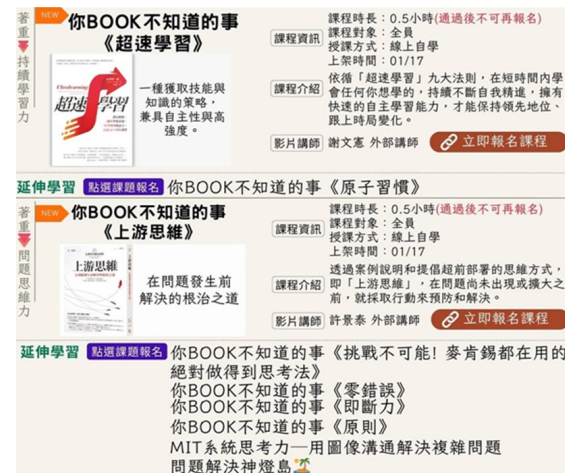 著重▼持續學習力
NEW
你BOOK不知道的事
《超速學習》
超速學習
一種獲取技能與
知識的策略，
兼具自主性與高
強度。
課程資訊
課程時長：0.5小時(通過後不可再報名)
課程對象：全員
授課方式：線上自學
上架時間：01/17
課程介紹
依循「超速學習」九大法則，在短時間內學
會任何你想學的，持續不斷自我精進，擁有
快速的自主學習能力，才能保持領先地位、
跟上時局變化。
影片講師
謝文憲 外部講師
立即報名課程
延伸學習
點選課題報名
你BOOK不知道的事《原子習慣》
著重▼問題思維力
NEW
你BOOK不知道的事
《上游思維》
上游思維
在問題發生前
解決的根治之道
課程資訊
課程時長：0.5小時(通過後不可再報名)
課程對象：全員
授課方式：線上自學
上架時間：01/17
課程介紹
透過案例說明和提倡超前部署的思維方式，
即「上游思維」，在問題尚未出現或擴大之
前，就採取行動來預防和解決。
影片講師
許景泰 外部講師
立即報名課程
延伸學習
點選課題報名
你BOOK不知道的事《挑戰不可能! 麥肯錫都在用的
絕對做得到思考法》
你BOOK不知道的事《零錯誤》
你BOOK不知道的事《即斷力》
你BOOK不知道的事《原則》
MIT系統思考力—用圖像溝通解決複雜問題
問題解決神燈島🏝️